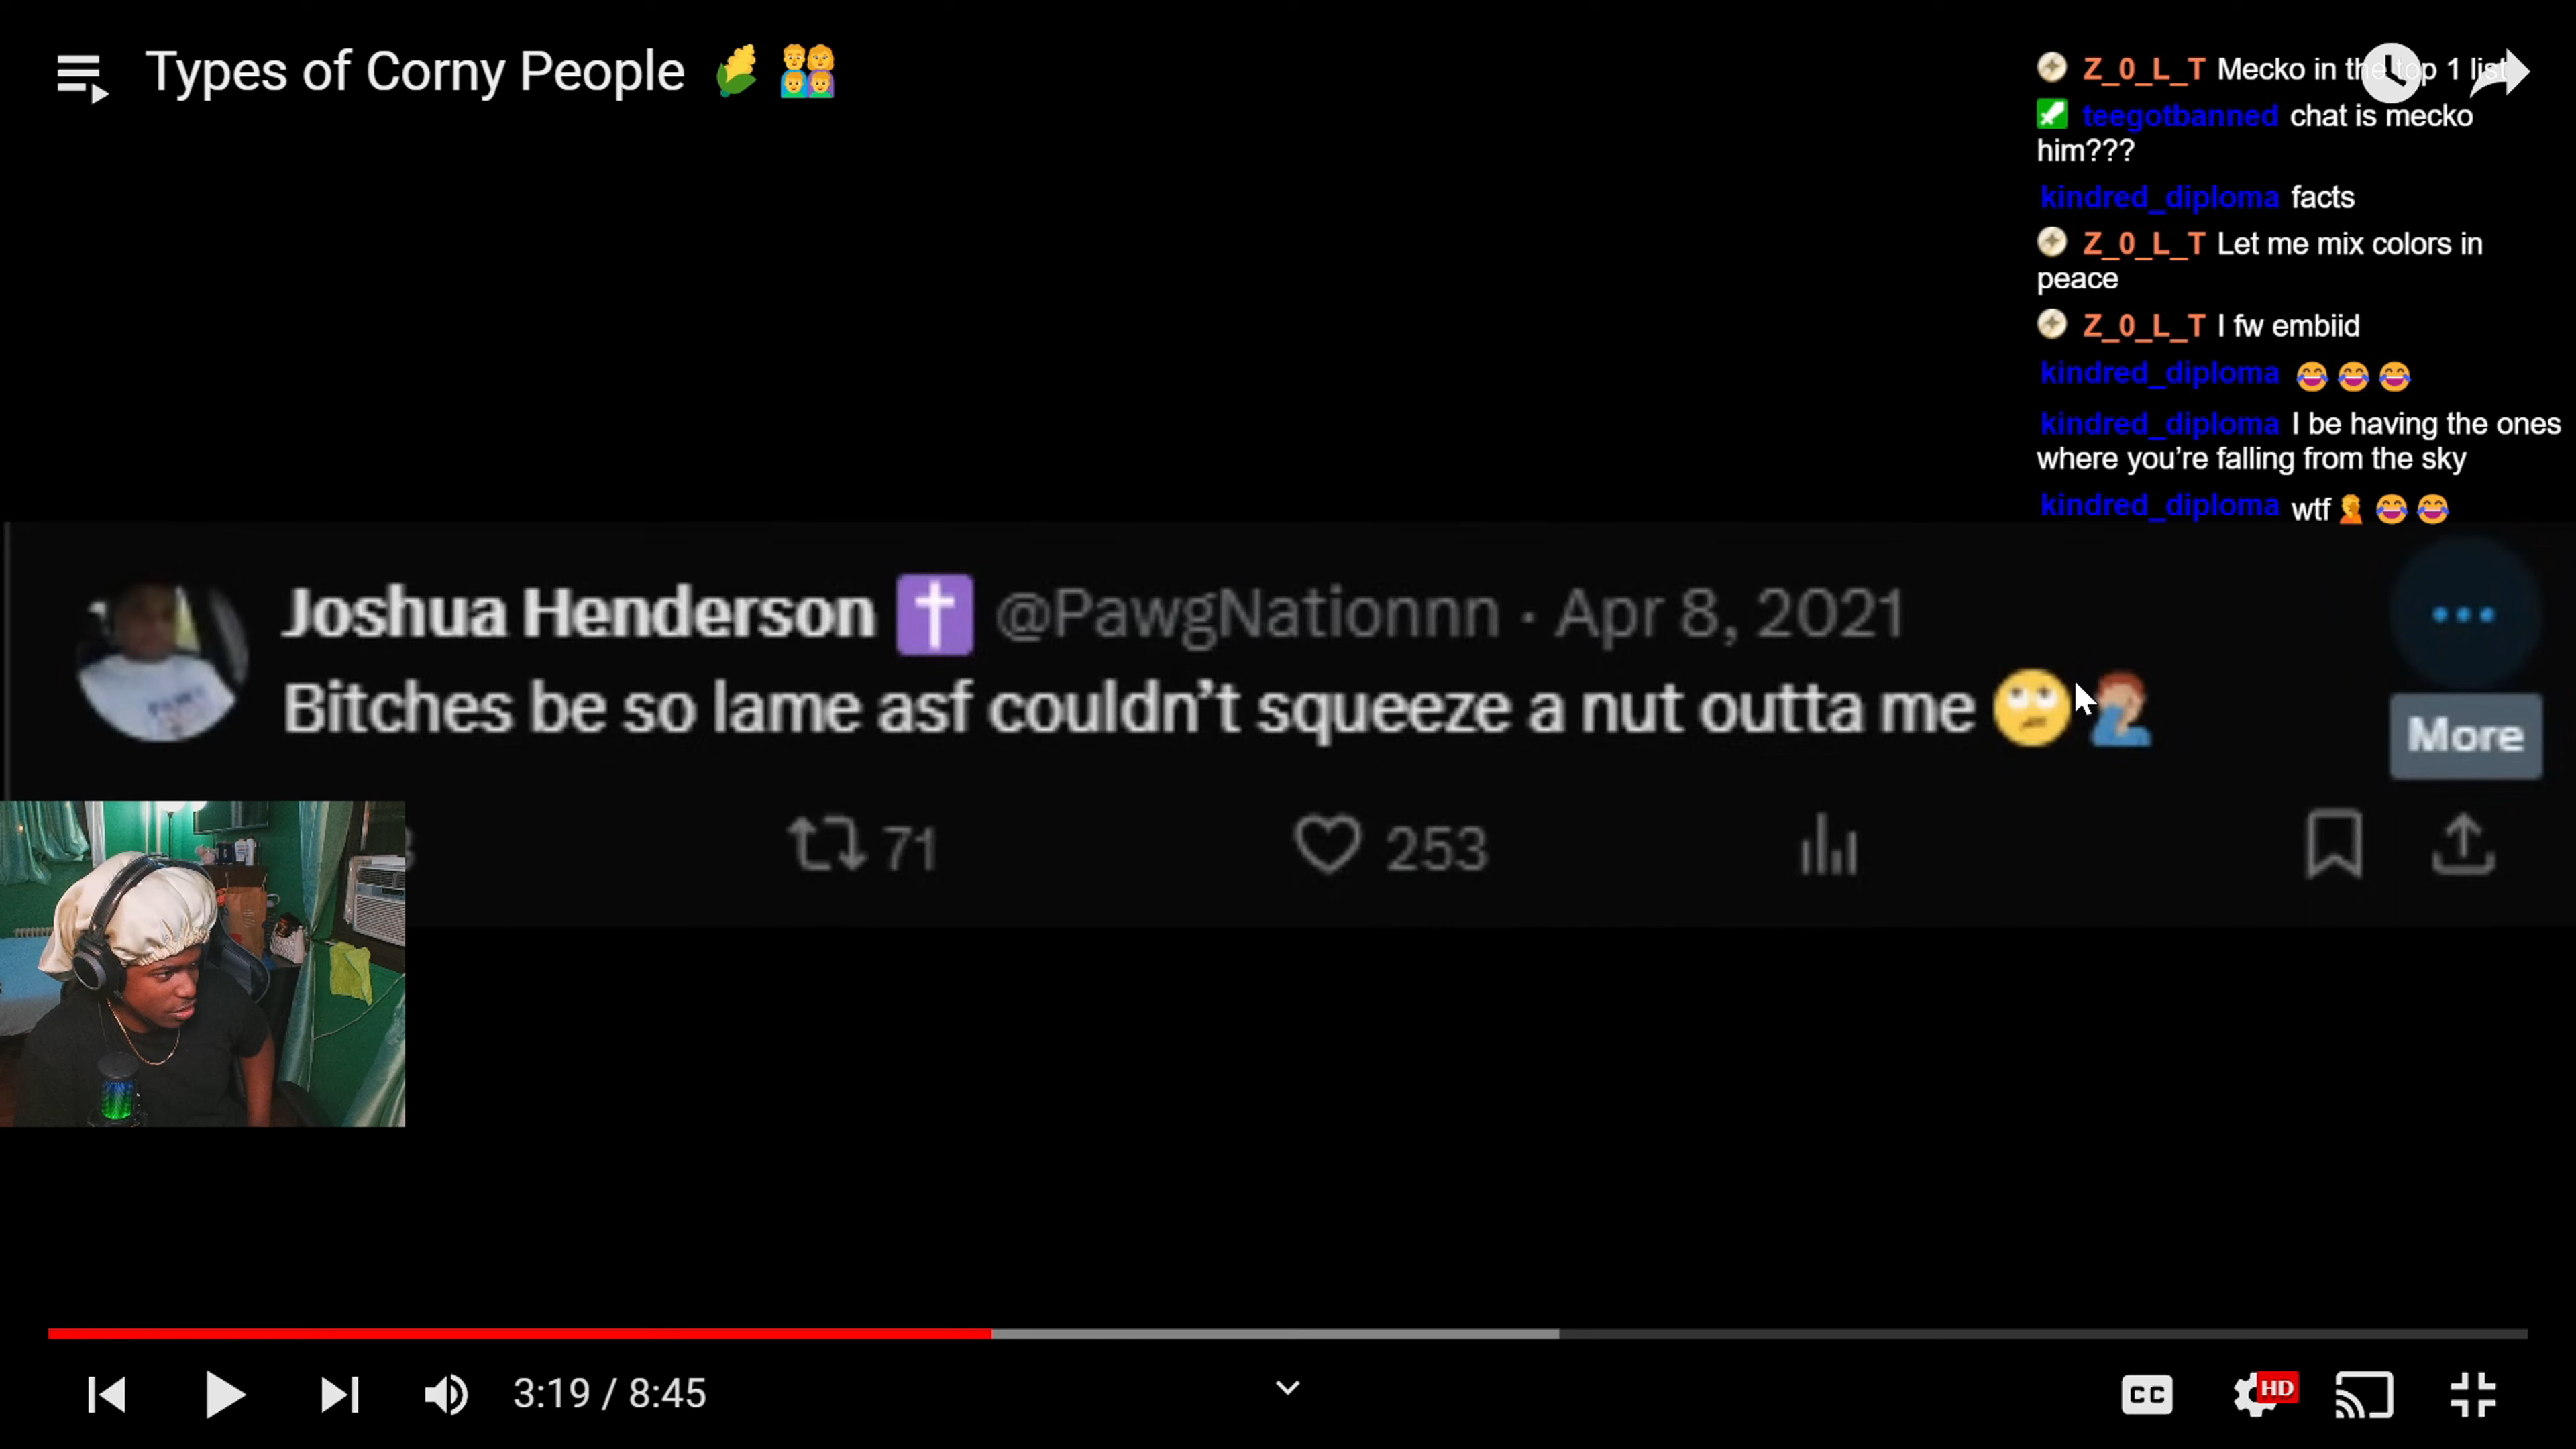 Types of Corny People 🌽 👨‍👩‍👦‍👦
Z_0_L_T Mecko in the top 1 list
teegotbanned chat is mecko
him???
kindred_diploma facts
Z_0_L_T Let me mix colors in
peace
Z_0_L_T I fw embiid
kindred_diploma 😂😂😂
kindred_diploma I be having the ones
where you're falling from the sky
kindred_diploma wtf 🤦 😂 😂
Joshua Henderson ✝️ @PawgNationnn · Apr 8, 2021
Bitches be so lame asf couldn't squeeze a nut outta me 🙄🤦🏼‍♂️
More
71 253
3:19 / 8:45
CC HD